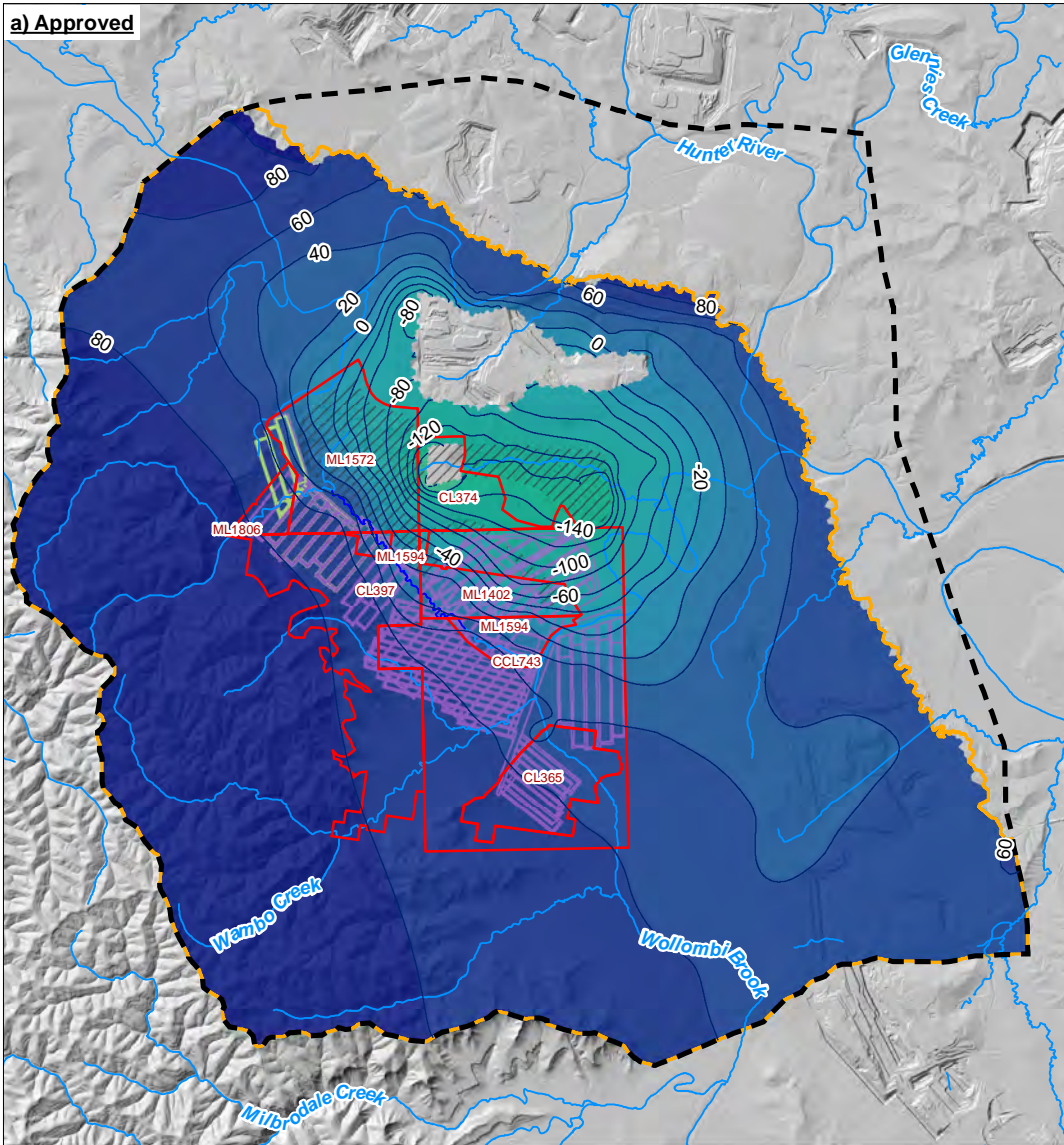 a) Approved
Glennies Creek
Hunter River
80
60
40
20
0
-80
60
80
0
80
-80
-120
-20
ML1572
CL374
ML1806
ML1594
-40
-140
-100
CL397
ML1402
-60
ML1594
CCL743
CL365
60
Wambo Creek
Wollombi Brook
Milbrodale Creek